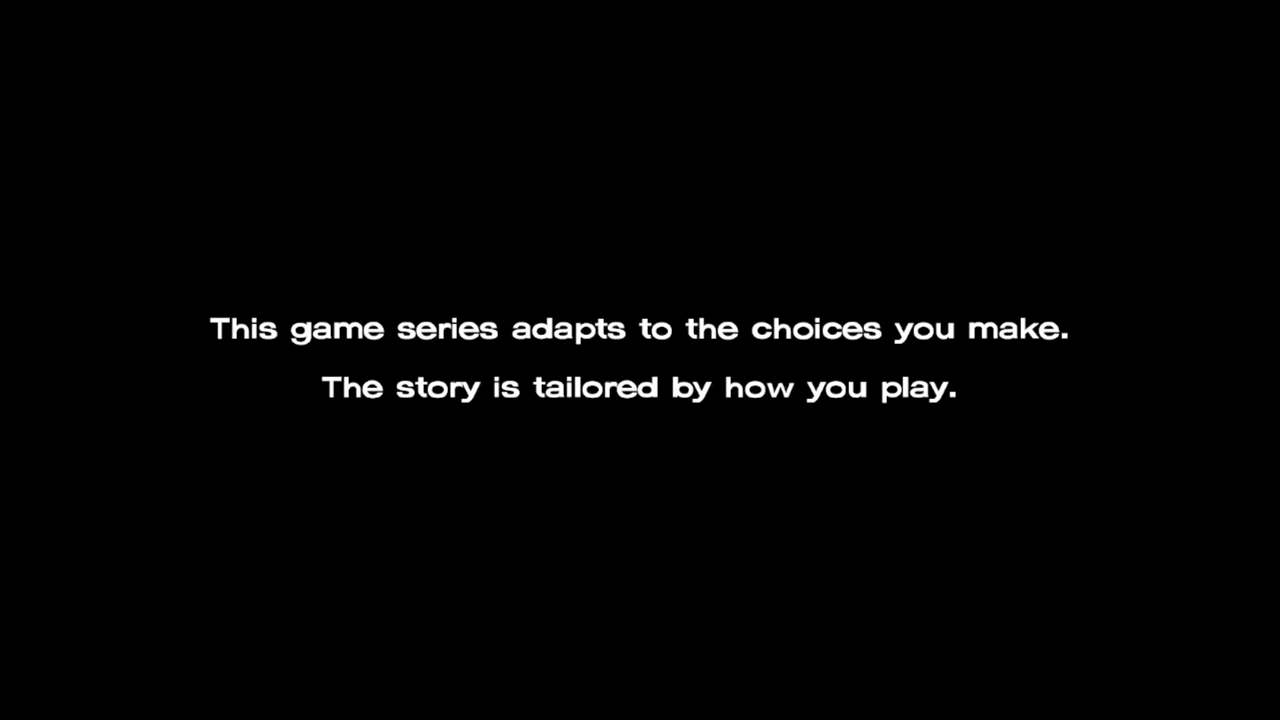 This game series adapts to the choices you make.
The story is tailored by how you play.